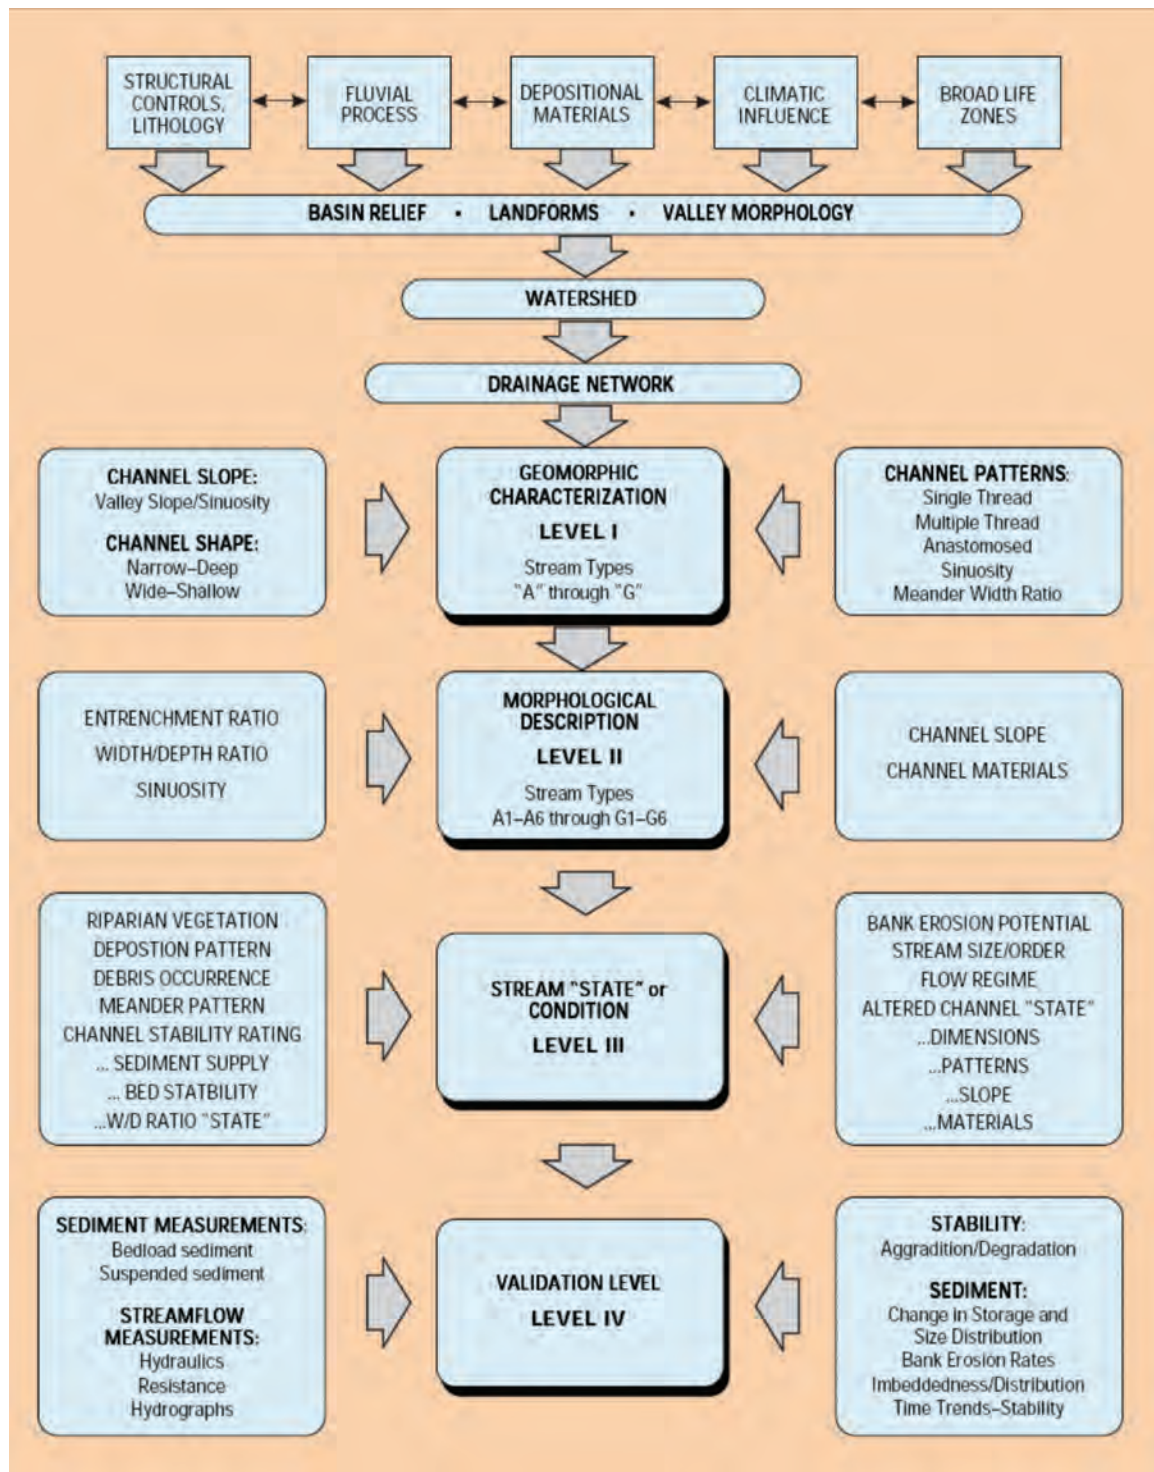 STRUCTURAL
CONTROLS,
LITHOLOGY
FLUVIAL
PROCESS
DEPOSITIONAL
MATERIALS
CLIMATIC
INFLUENCE
BROAD LIFE
ZONES
BASIN RELIEF • LANDFORMS • VALLEY MORPHOLOGY
WATERSHED
DRAINAGE NETWORK
CHANNEL SLOPE:
Valley Slope/Sinuosity
CHANNEL SHAPE:
Narrow–Deep
Wide–Shallow
GEOMORPHIC
CHARACTERIZATION
LEVEL I
Stream Types
"A" through "G"
CHANNEL PATTERNS:
Single Thread
Multiple Thread
Anastomosed
Sinuosity
Meander Width Ratio
ENTRENCHMENT RATIO
WIDTH/DEPTH RATIO
SINUOSITY
MORPHOLOGICAL
DESCRIPTION
LEVEL II
Stream Types
A1–A6 through G1–G6
CHANNEL SLOPE
CHANNEL MATERIALS
RIPARIAN VEGETATION
DEPOSTION PATTERN
DEBRIS OCCURRENCE
MEANDER PATTERN
CHANNEL STABILITY RATING
... SEDIMENT SUPPLY
... BED STATBILITY
...W/D RATIO "STATE"
STREAM "STATE" or
CONDITION
LEVEL III
BANK EROSION POTENTIAL
STREAM SIZE/ORDER
FLOW REGIME
ALTERED CHANNEL "STATE"
...DIMENSIONS
...PATTERNS
...SLOPE
...MATERIALS
SEDIMENT MEASUREMENTS:
Bedload sediment
Suspended sediment
STREAMFLOW
MEASUREMENTS:
Hydraulics
Resistance
Hydrographs
VALIDATION LEVEL
LEVEL IV
STABILITY:
Aggradition/Degradation
SEDIMENT:
Change in Storage and
Size Distribution
Bank Erosion Rates
Imbeddedness/Distribution
Time Trends–Stability